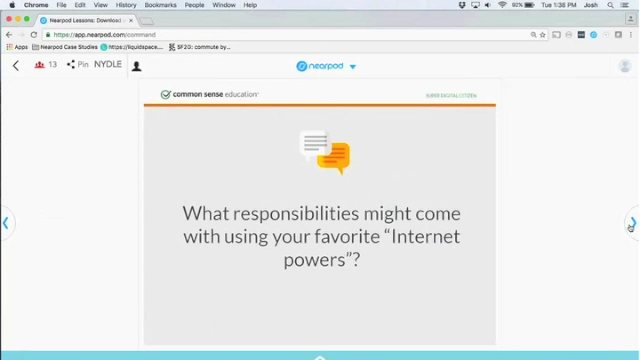 Chrome File Edit View History Bookmarks People Window Help 92% Tue 1:38 PM Josh
Nearpod Lessons: Download
https://app.nearpod.com/command
Apps Nearpod Case Studies https://liquidspace. SF20: commute by
13 Pin NYDLE nearpod
common sense education SUPER DIGITAL CITIZEN
What responsibilities might come
with using your favorite “Internet
powers”?